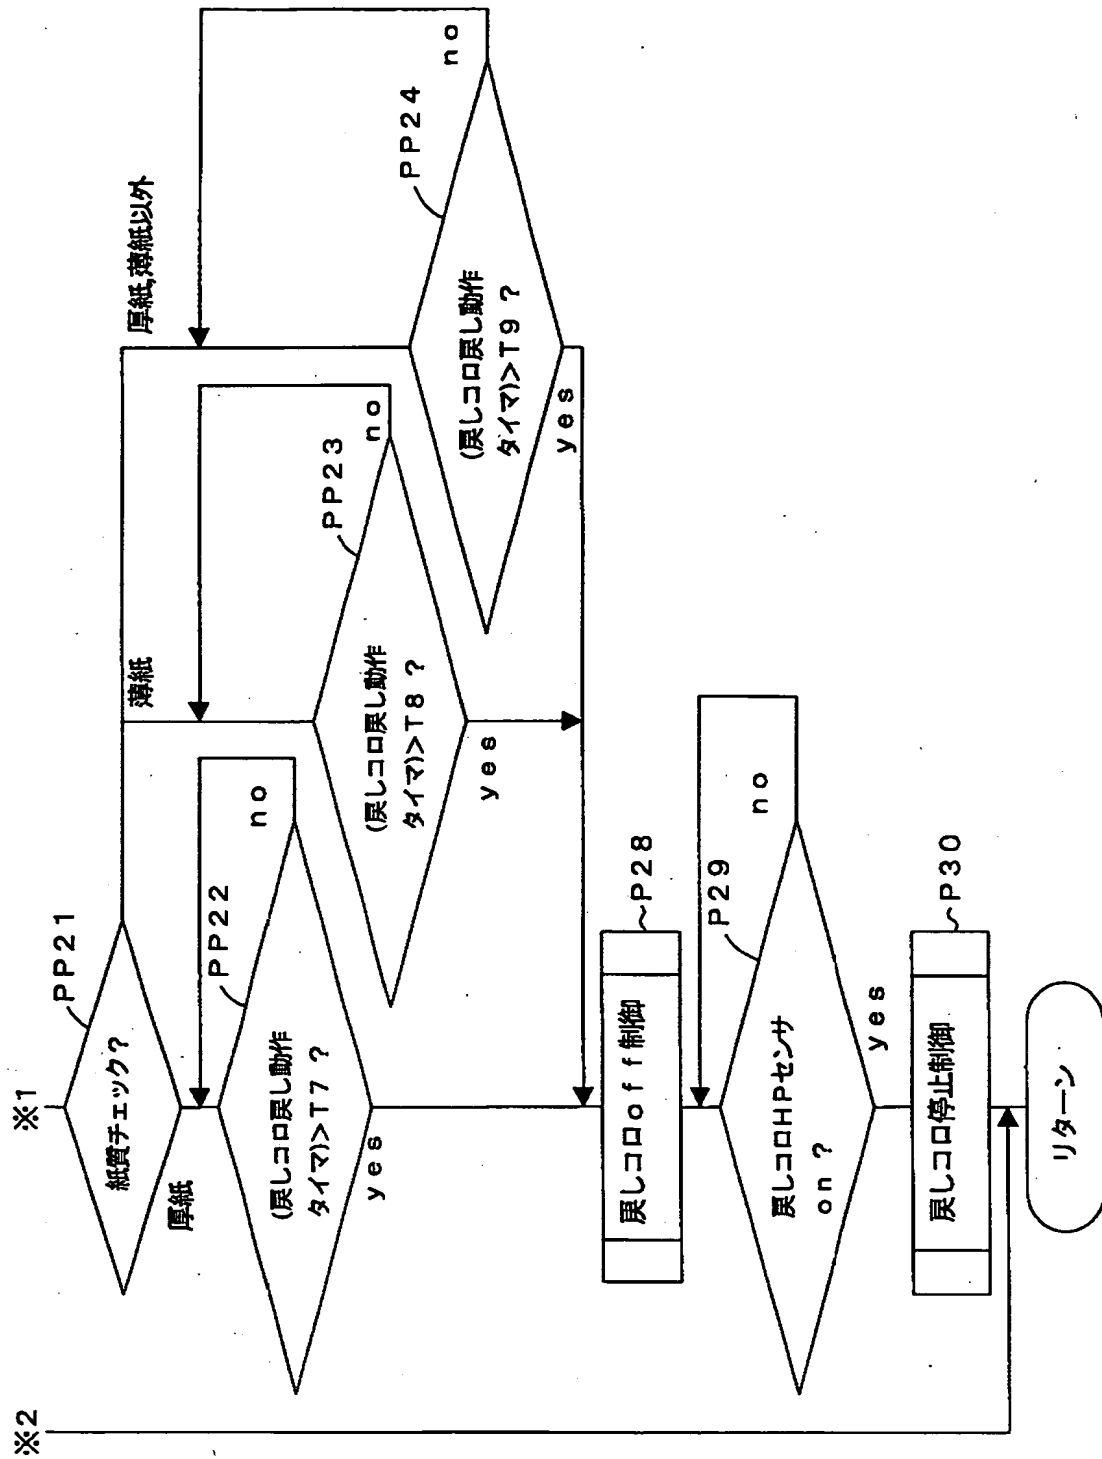 ※1
※2
紙質チェック？
PP21
厚紙
薄紙
厚紙,薄紙以外
(戻しコロ戻し動作
タイマ)>T7 ?
PP22
no
yes
(戻しコロ戻し動作
タイマ)>T8 ?
PP23
no
yes
(戻しコロ戻し動作
タイマ)>T9 ?
PP24
no
yes
戻しコロoff制御
P28
戻しコロHPセンサ
on?
P29
no
yes
戻しコロ停止制御
P30
リターン